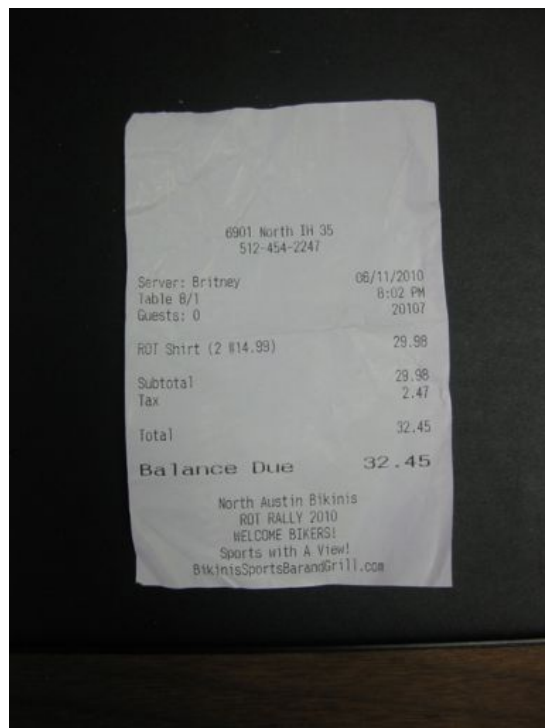 6901 North IH 35
512-454-2247
Server: Britney 06/11/2010
Table 8/1 8:02 PM
Guests: 0 20107
ROT Shirt (2 @14.99) 29.98
Subtotal 29.98
Tax 2.47
Total 32.45
Balance Due 32.45
North Austin Bikinis
ROT RALLY 2010
WELCOME BIKERS!
Sports with A View!
BikinisSportsBarandGrill.com